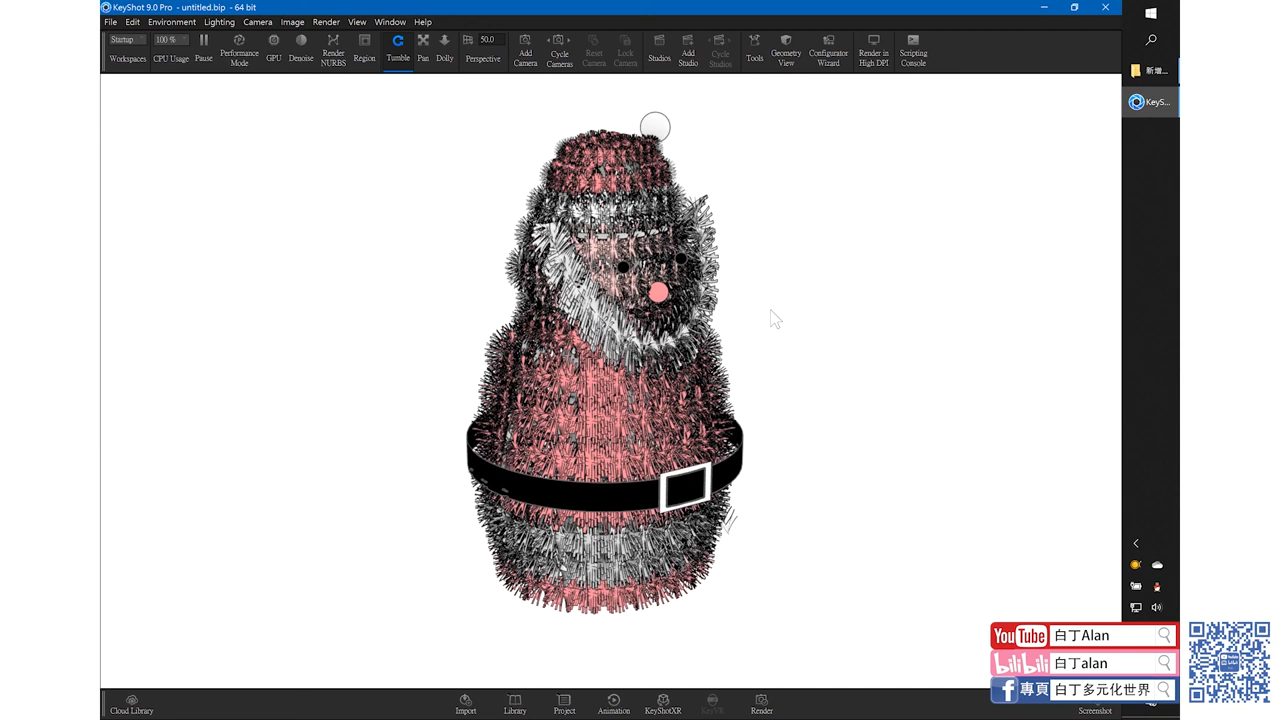 KeyShot 9.0 Pro - untitled.bip - 64 bit
File Edit Environment Lighting Camera Image Render View Window Help
Startup 100 % 50.0
Workspaces CPU Usage Pause Performance Mode GPU Denoise Render NURBS Region Tumble Pan Dolly Perspective Add Camera Cycle Cameras Reset Camera Lock Camera Studios Add Studio Cycle Studios Tools Geometry View Configurator Wizard Render in High DPI Scripting Console
新增...
KeyS...
YouTube 白丁Alan
bilibili 白丁alan
f 專頁 白丁多元化世界
Cloud Library Import Library Project Animation KeyShotXR KeyVR Render Screenshot